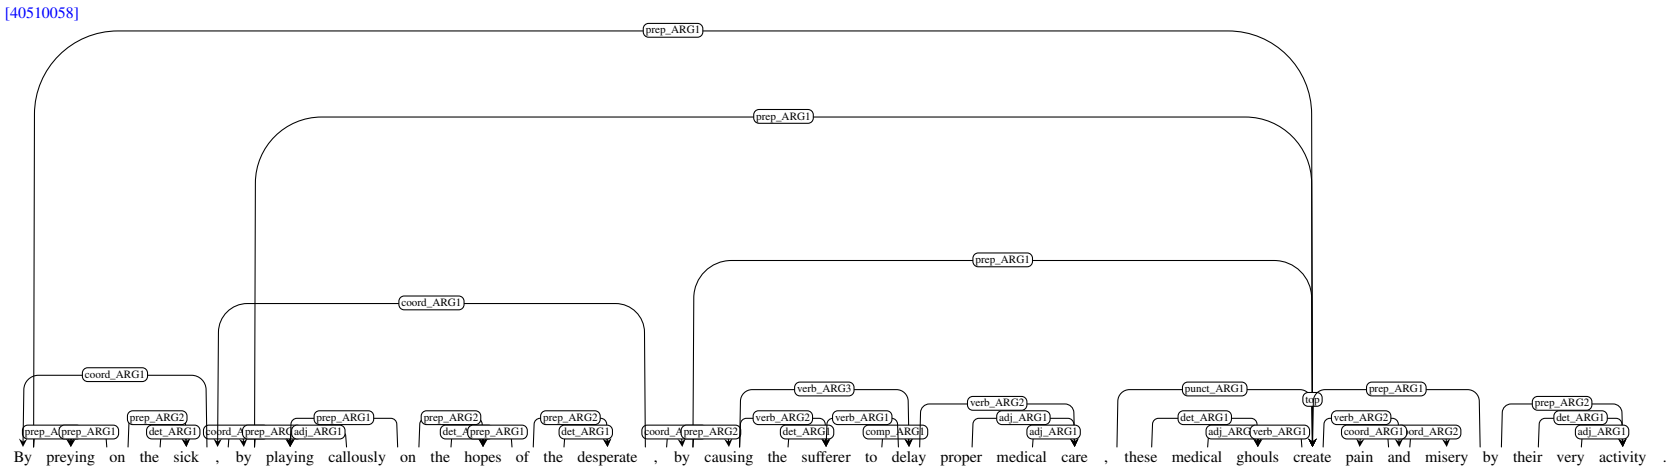 [40510058]
prep_ARG1
prep_ARG1
prep_ARG1
coord_ARG1
coord_ARG1 verb_ARG3 punct_ARG1 prep_ARG1
top
verb_ARG2 prep_ARG2
prep_ARG2 prep_ARG1 prep_ARG2 prep_ARG2 verb_ARG2 verb_ARG1 adj_ARG1 det_ARG1 verb_ARG2 det_ARG1
prep_ARG1 det_ARG1 adj_ARG1 prep_ARG1 det_ARG1 prep_ARG2 det_ARG1 adj_ARG1 verb_ARG1 coord_ARG1 adj_ARG1
By preying on the sick , by playing callously on the hopes of the desperate , by causing the sufferer to delay proper medical care , these medical ghouls create pain and misery by their very activity .